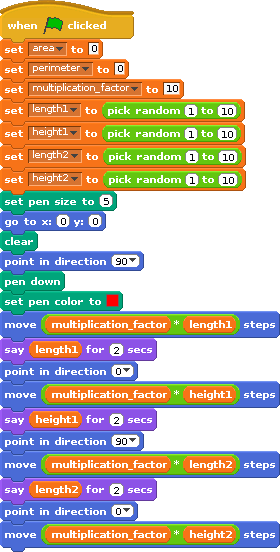 when clicked
set area to 0
set perimeter to 0
set multiplication_factor to 10
set length1 to pick random 1 to 10
set height1 to pick random 1 to 10
set length2 to pick random 1 to 10
set height2 to pick random 1 to 10
set pen size to 5
go to x: 0 y: 0
clear
point in direction 90
pen down
set pen color to
move multiplication_factor * length1 steps
say length1 for 2 secs
point in direction 0
move multiplication_factor * height1 steps
say height1 for 2 secs
point in direction 90
move multiplication_factor * length2 steps
say length2 for 2 secs
point in direction 0
move multiplication_factor * height2 steps